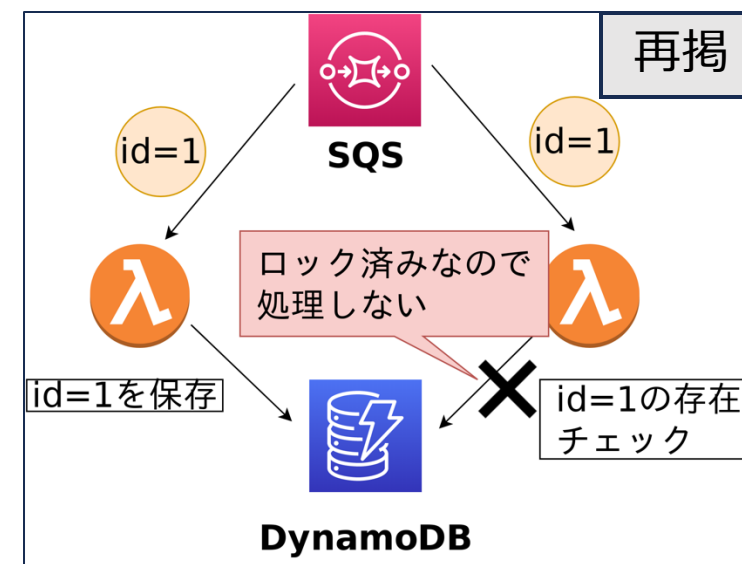 再掲
id=1
id=1
SQS
ロック済みなので
処理しない
id=1を保存
id=1の存在
チェック
DynamoDB